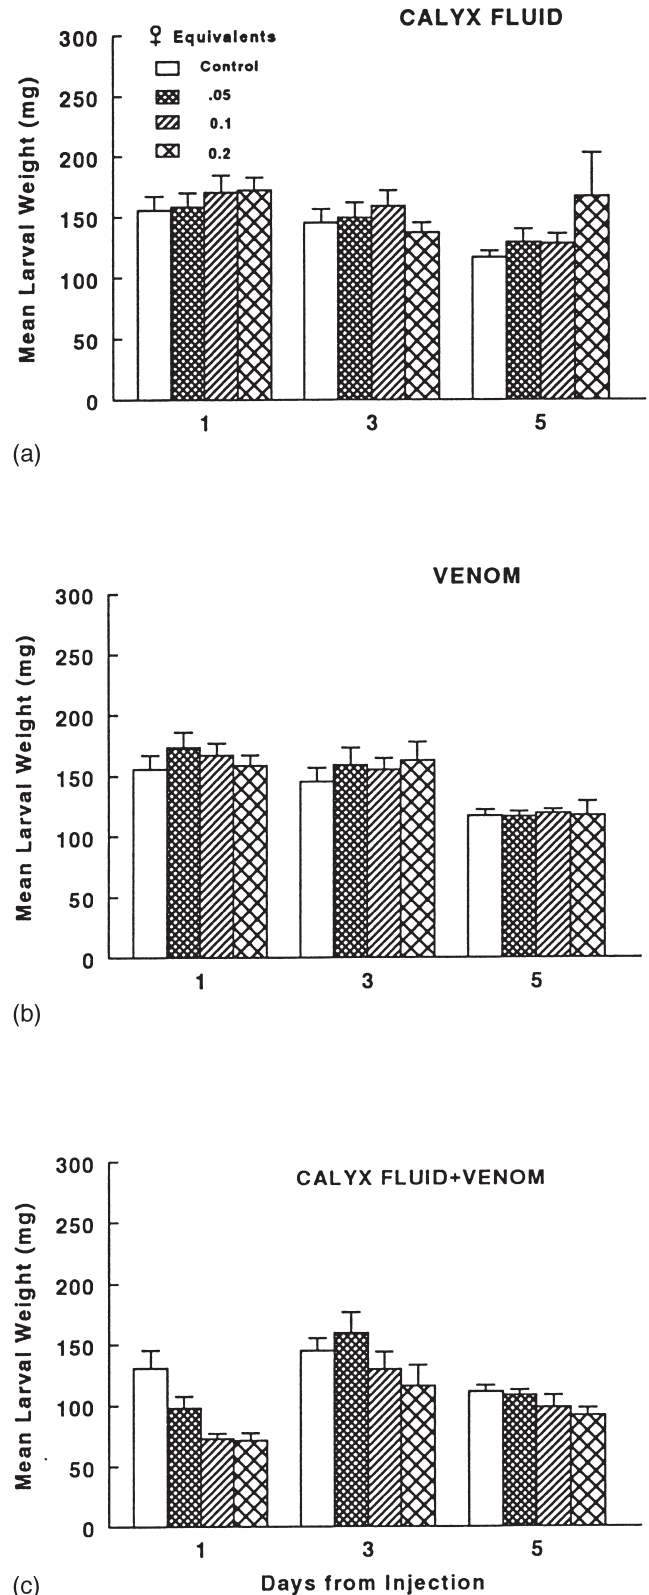 CALYX FLUID
300
♀ Equivalents
Control
250
.05
0.1
200
0.2
150
100
50
0
Mean Larval Weight (mg)
1 3 5
(a)
VENOM
300
250
200
150
100
50
0
Mean Larval Weight (mg)
1 3 5
(b)
300
CALYX FLUID+VENOM
250
200
150
100
50
0
Mean Larval Weight (mg)
1 3 5
Days from Injection
(c)